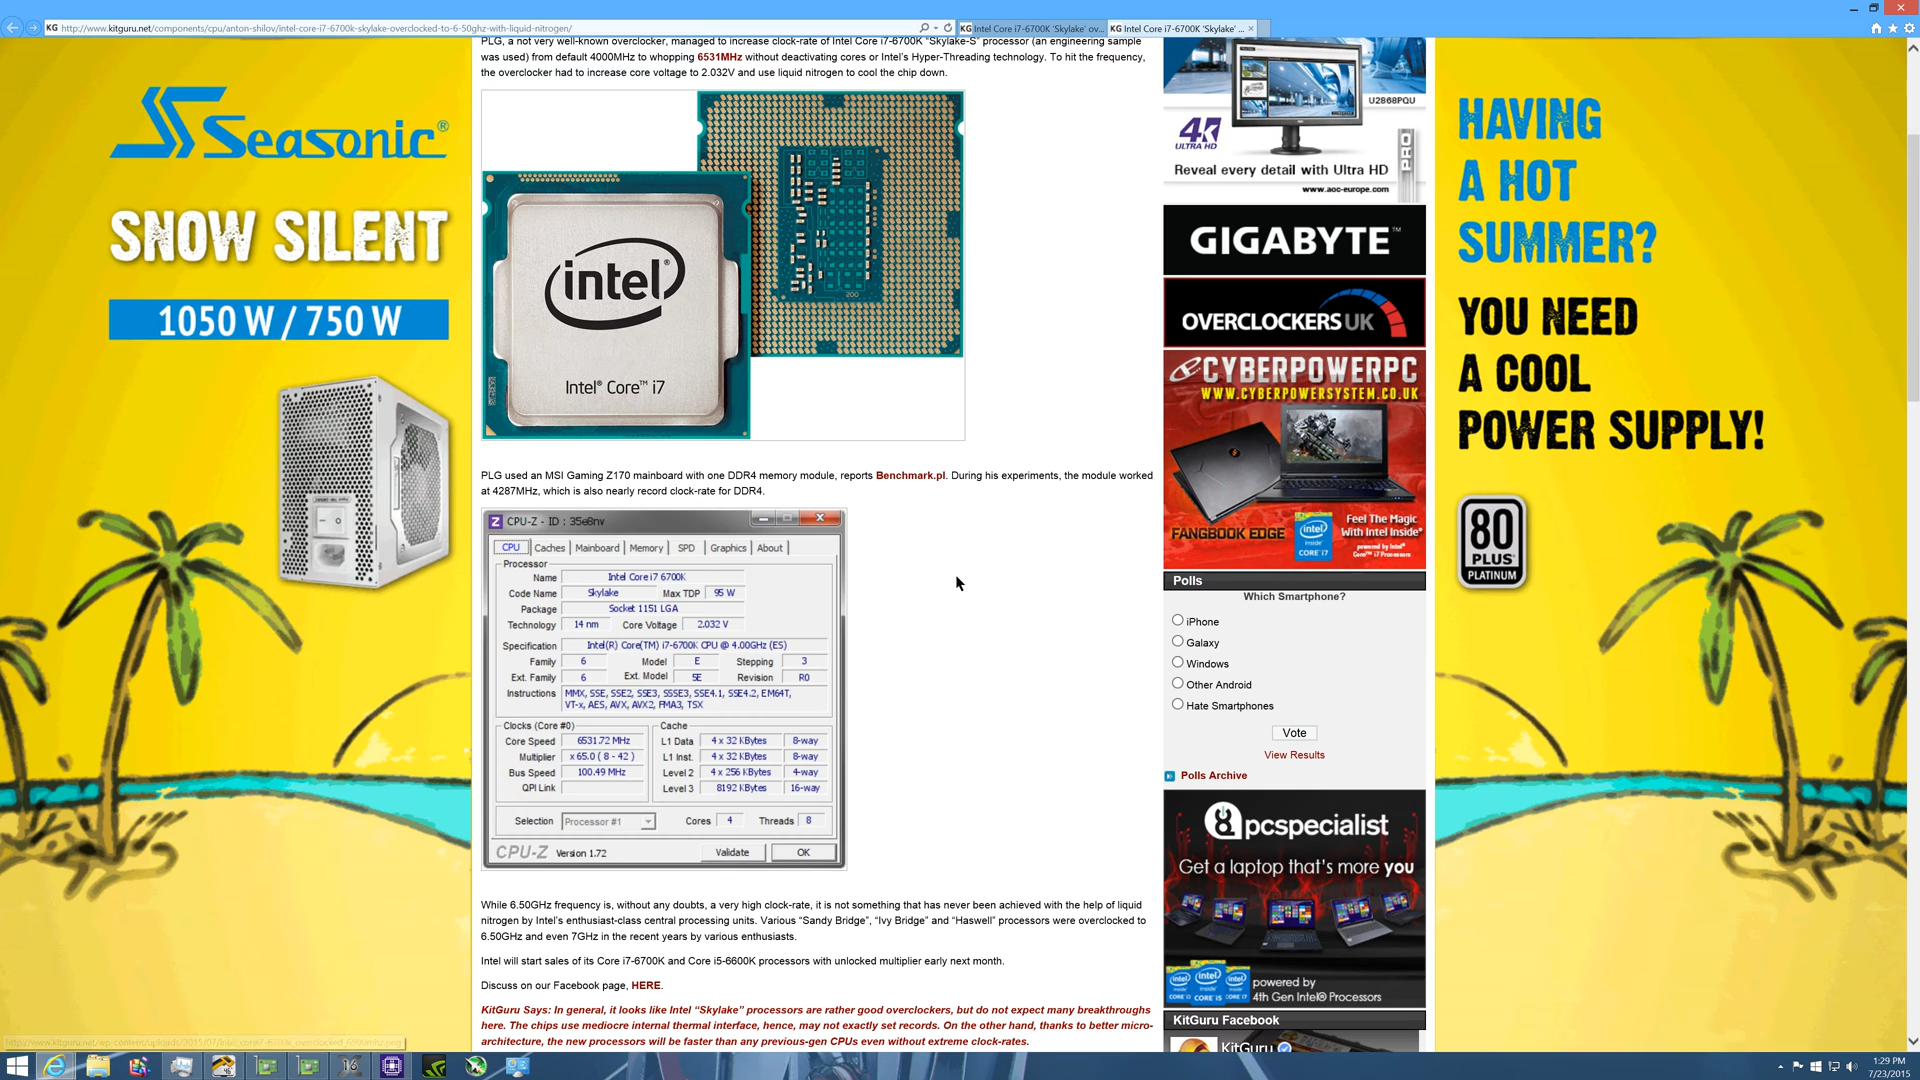 KG http://www.kitguru.net/components/cpu/anton-shilov/intel-core-i7-6700k-skylake-overclocked-to-6-50ghz-with-liquid-nitrogen/
KG Intel Core i7-6700K 'Skylake' ov...
KG Intel Core i7-6700K 'Skylake' ...
PLG, a not very well-known overclocker, managed to increase clock-rate of Intel Core i7-6700K “Skylake-S” processor (an engineering sample
was used) from default 4000MHz to whopping 6531MHz without deactivating cores or Intel’s Hyper-Threading technology. To hit the frequency,
the overclocker had to increase core voltage to 2.032V and use liquid nitrogen to cool the chip down.
Seasonic®
SNOW SILENT
1050 W / 750 W
intel®
Intel® Core™ i7
200
PLG used an MSI Gaming Z170 mainboard with one DDR4 memory module, reports Benchmark.pl. During his experiments, the module worked
at 4287MHz, which is also nearly record clock-rate for DDR4.
Z CPU-Z - ID : 35e8nv
CPU Caches Mainboard Memory SPD Graphics About
Processor
Name Intel Core i7 6700K
Code Name Skylake Max TDP 95 W
Package Socket 1151 LGA
Technology 14 nm Core Voltage 2.032 V
Specification Intel(R) Core(TM) i7-6700K CPU @ 4.00GHz (ES)
Family 6 Model E Stepping 3
Ext. Family 6 Ext. Model 5E Revision R0
Instructions MMX, SSE, SSE2, SSE3, SSSE3, SSE4.1, SSE4.2, EM64T,
VT-x, AES, AVX, AVX2, FMA3, TSX
Clocks (Core #0)
Core Speed 6531.72 MHz
Multiplier x 65.0 ( 8 - 42 )
Bus Speed 100.49 MHz
QPI Link
Cache
L1 Data 4 x 32 KBytes 8-way
L1 Inst. 4 x 32 KBytes 8-way
Level 2 4 x 256 KBytes 4-way
Level 3 8192 KBytes 16-way
Selection Processor #1 Cores 4 Threads 8
CPU-Z Version 1.72 Validate OK
While 6.50GHz frequency is, without any doubts, a very high clock-rate, it is not something that has never been achieved with the help of liquid
nitrogen by Intel’s enthusiast-class central processing units. Various “Sandy Bridge”, “Ivy Bridge” and “Haswell” processors were overclocked to
6.50GHz and even 7GHz in the recent years by various enthusiasts.
Intel will start sales of its Core i7-6700K and Core i5-6600K processors with unlocked multiplier early next month.
Discuss on our Facebook page, HERE.
KitGuru Says: In general, it looks like Intel “Skylake” processors are rather good overclockers, but do not expect many breakthroughs
here. The chips use mediocre internal thermal interface, hence, may not exactly set records. On the other hand, thanks to better micro-
architecture, the new processors will be faster than any previous-gen CPUs even without extreme clock-rates.
U2868PQU
4K
ULTRA HD
PRO
Reveal every detail with Ultra HD
www.aoc-europe.com
GIGABYTE™
OVERCLOCKERS UK
CYBERPOWERPC
WWW.CYBERPOWERSYSTEM.CO.UK
FANGBOOK EDGE
intel inside CORE i7
Feel The Magic
With Intel Inside®
powered by Intel®
Core™ i7 Processors
Polls
Which Smartphone?
iPhone
Galaxy
Windows
Other Android
Hate Smartphones
Vote
View Results
Polls Archive
pcspecialist
Get a laptop that's more you
powered by
4th Gen Intel® Processors
KitGuru Facebook
KitGuru
HAVING
A HOT
SUMMER?
YOU NEED
A COOL
POWER SUPPLY!
80
PLUS®
PLATINUM
1:29 PM
7/23/2015